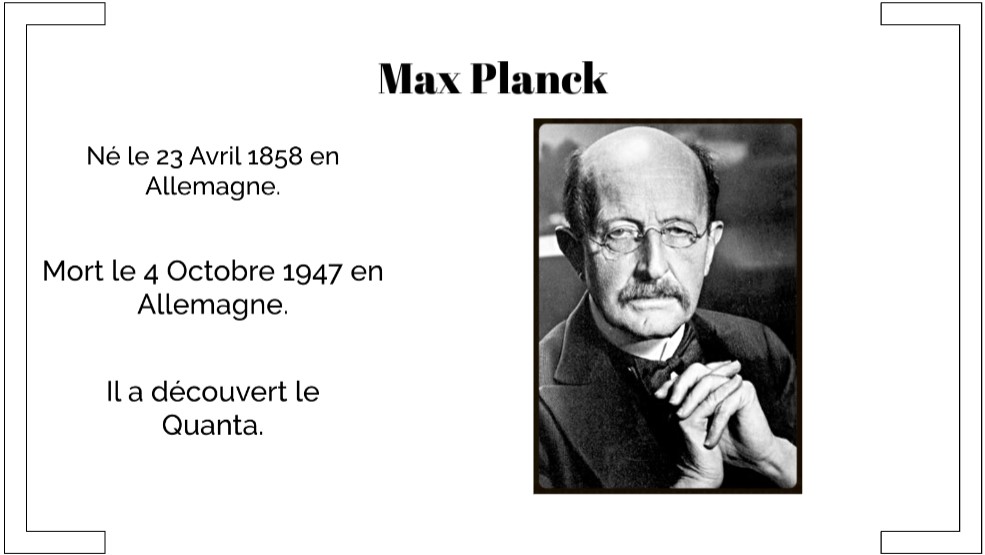 Max Planck
Né le 23 Avril 1858 en
Allemagne.
Mort le 4 Octobre 1947 en
Allemagne.
Il a découvert le
Quanta.